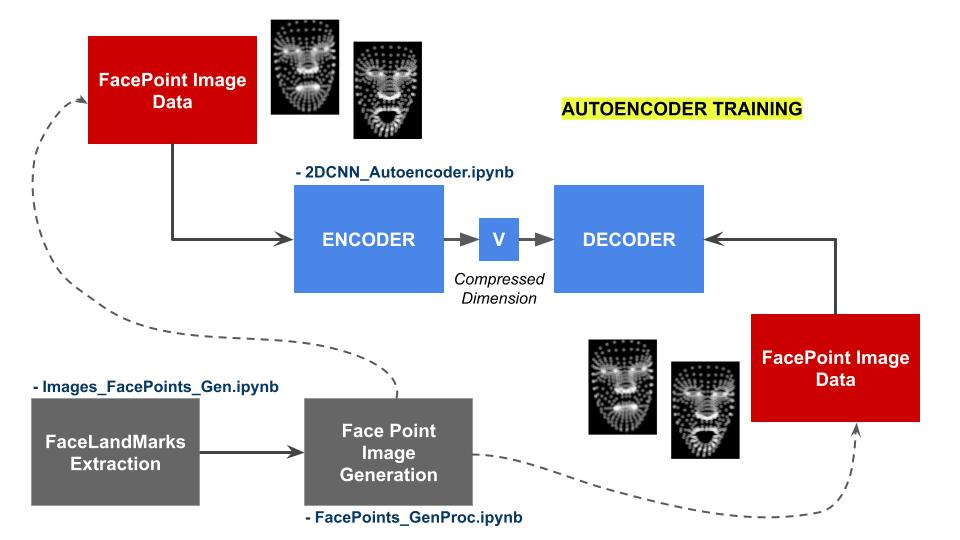 FacePoint Image
Data
AUTOENCODER TRAINING
- 2DCNN_Autoencoder.ipynb
ENCODER
V
DECODER
Compressed
Dimension
FacePoint Image
Data
- Images_FacePoints_Gen.ipynb
FaceLandMarks
Extraction
Face Point
Image
Generation
- FacePoints_GenProc.ipynb